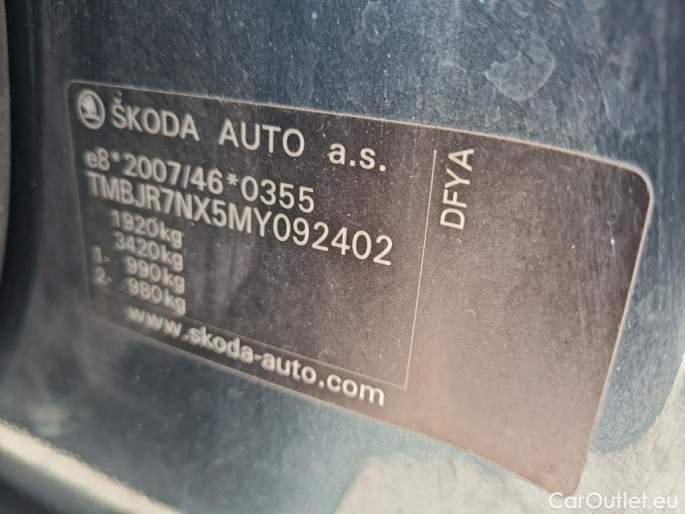 ŠKODA AUTO a.s.
e8*2007/46*0355
TMBJR7NX5MY092402
1920kg
3420kg
1- 990kg
2- 980kg
www.skoda-auto.com
DFYA
CarOutlet.eu